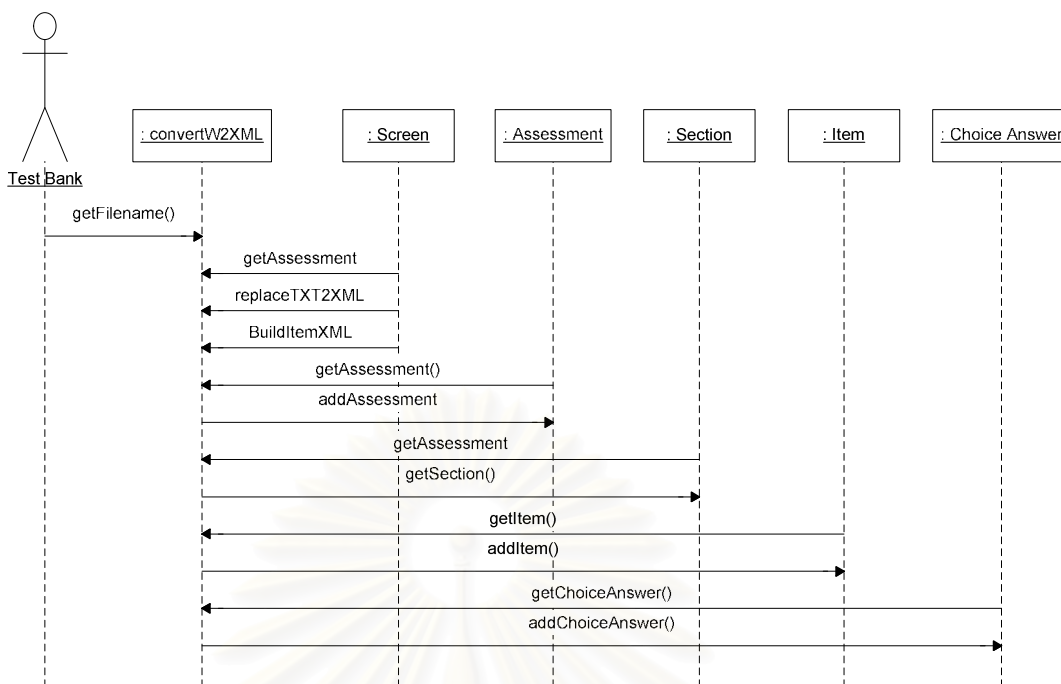 : convertW2XML
: Screen
: Assessment
: Section
: Item
: Choice Answer
Test Bank
getFilename()
getAssessment
replaceTXT2XML
BuildItemXML
getAssessment()
addAssessment
getAssessment
getSection()
getItem()
addItem()
getChoiceAnswer()
addChoiceAnswer()